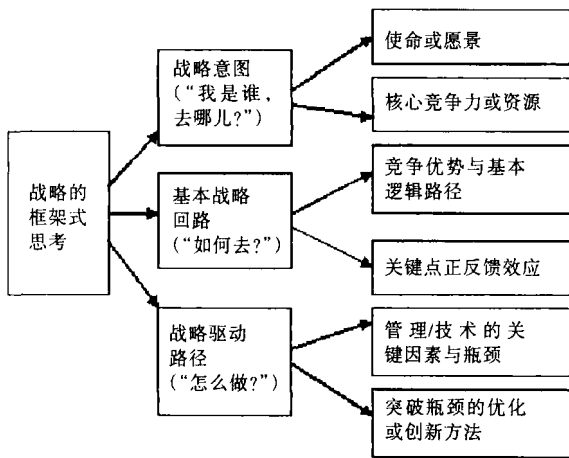 战略的
框架式
思考
战略意图
(“我是谁,
去哪儿?”)
基本战略
回路
(“如何去?”)
战略驱动
路径
(“怎么做?”)
使命或愿景
核心竞争力或资源
竞争优势与基本
逻辑路径
关键点正反馈效应
管理/技术的关
键因素与瓶颈
突破瓶颈的优化
或创新方法